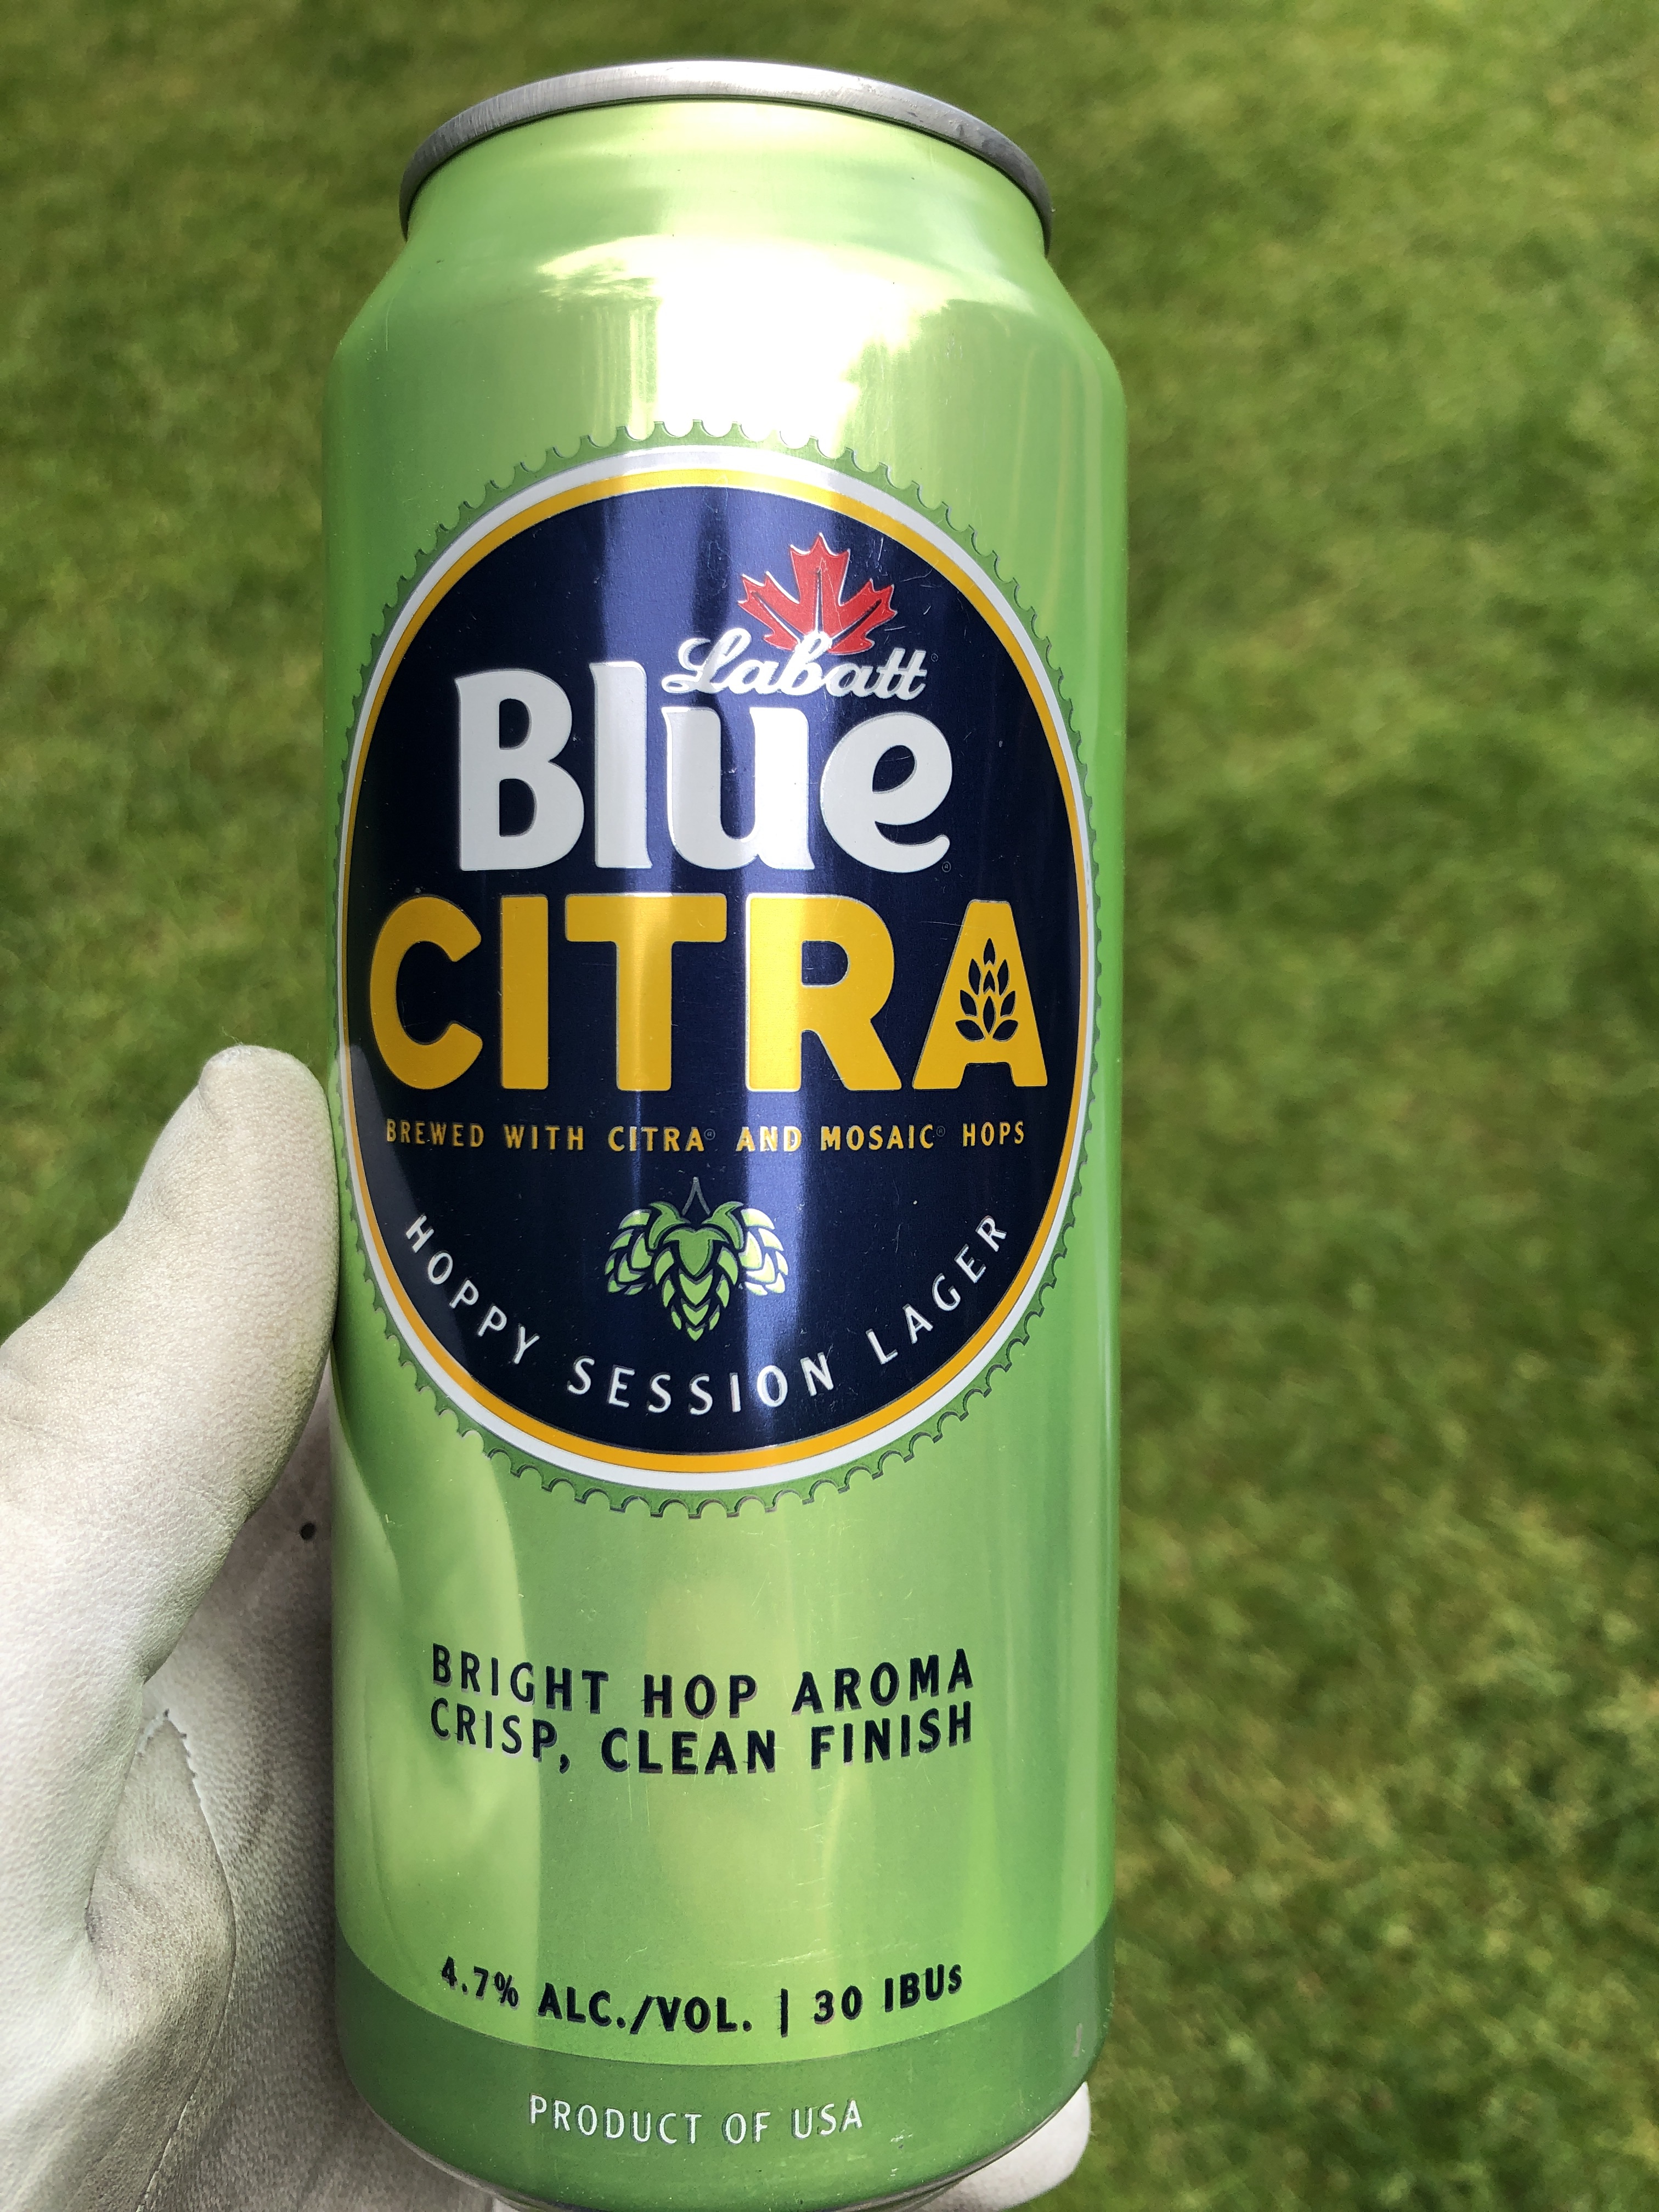 Labatt
Blue
CITRA
BREWED WITH CITRA® AND MOSAIC® HOPS
HOPPY SESSION LAGER
BRIGHT HOP AROMA
CRISP, CLEAN FINISH
4.7% ALC./VOL. | 30 IBUs
PRODUCT OF USA